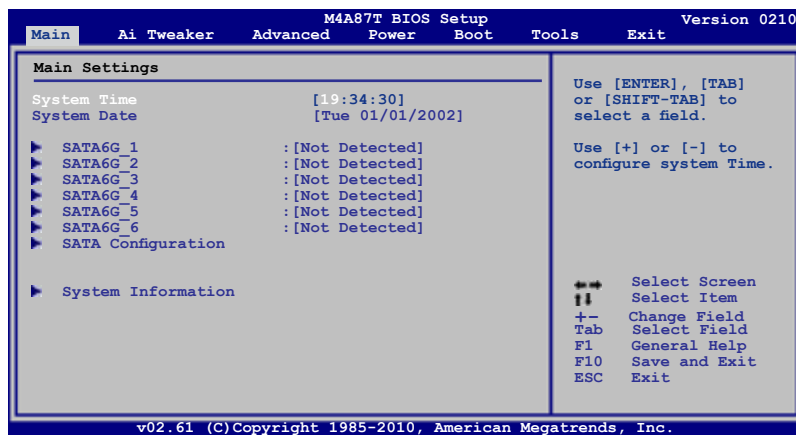 M4A87T BIOS Setup Version 0210
Main Ai Tweaker Advanced Power Boot Tools Exit
Main Settings
System Time [19:34:30]
System Date [Tue 01/01/2002]
SATA6G_1 :[Not Detected]
SATA6G_2 :[Not Detected]
SATA6G_3 :[Not Detected]
SATA6G_4 :[Not Detected]
SATA6G_5 :[Not Detected]
SATA6G_6 :[Not Detected]
SATA Configuration
System Information
Use [ENTER], [TAB]
or [SHIFT-TAB] to
select a field.
Use [+] or [-] to
configure system Time.
Select Screen
Select Item
+- Change Field
Tab Select Field
F1 General Help
F10 Save and Exit
ESC Exit
v02.61 (C)Copyright 1985-2010, American Megatrends, Inc.